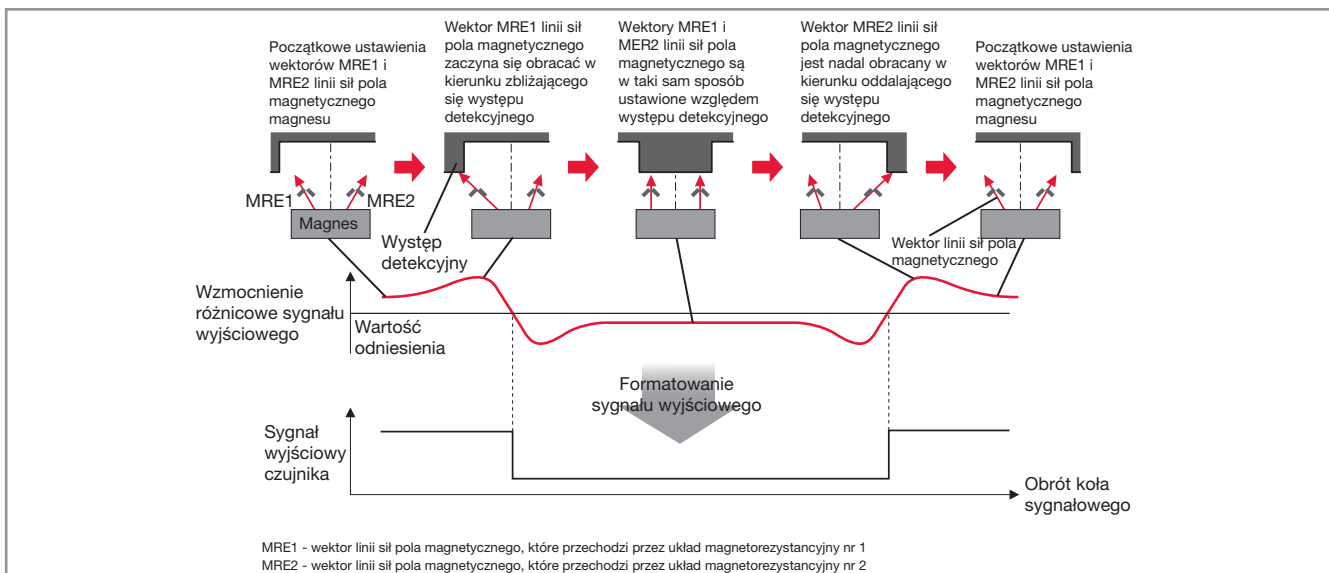 Początkowe ustawienia
wektorów MRE1 i
MRE2 linii sił pola
magnetycznego
magnesu
Wektor MRE1 linii sił
pola magnetycznego
zaczyna się obracać w
kierunku zbliżającego
się występu
detekcyjnego
Wektory MRE1 i
MER2 linii sił pola
magnetycznego są
w taki sam sposób
ustawione względem
występu detekcyjnego
Wektor MRE2 linii sił
pola magnetycznego
jest nadal obracany w
kierunku oddalającego
się występu
detekcyjnego
Początkowe ustawienia
wektorów MRE1 i
MRE2 linii sił pola
magnetycznego
magnesu
MRE1
MRE2
Magnes
Występ
detekcyjny
Wektor linii sił pola
magnetycznego
Wzmocnienie
różnicowe sygnału
wyjściowego
Wartość
odniesienia
Formatowanie
sygnału wyjściowego
Sygnał
wyjściowy
czujnika
Obrót koła
sygnałowego
MRE1 - wektor linii sił pola magnetycznego, które przechodzi przez układ magnetorezystancyjny nr 1
MRE2 - wektor linii sił pola magnetycznego, które przechodzi przez układ magnetorezystancyjny nr 2